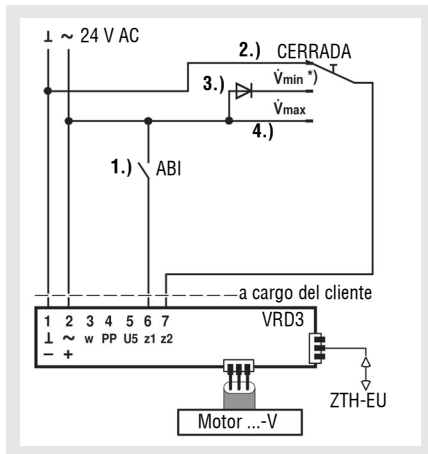 ⊥ ~ 24 V AC
2.) CERRADA
3.) V̇min *)
V̇max
4.)
1.) ABI
a cargo del cliente
1 2 3 4 5 6 7 VRD3
⊥ ~ w PP U5 z1 z2
– +
ZTH-EU
Motor ...-V